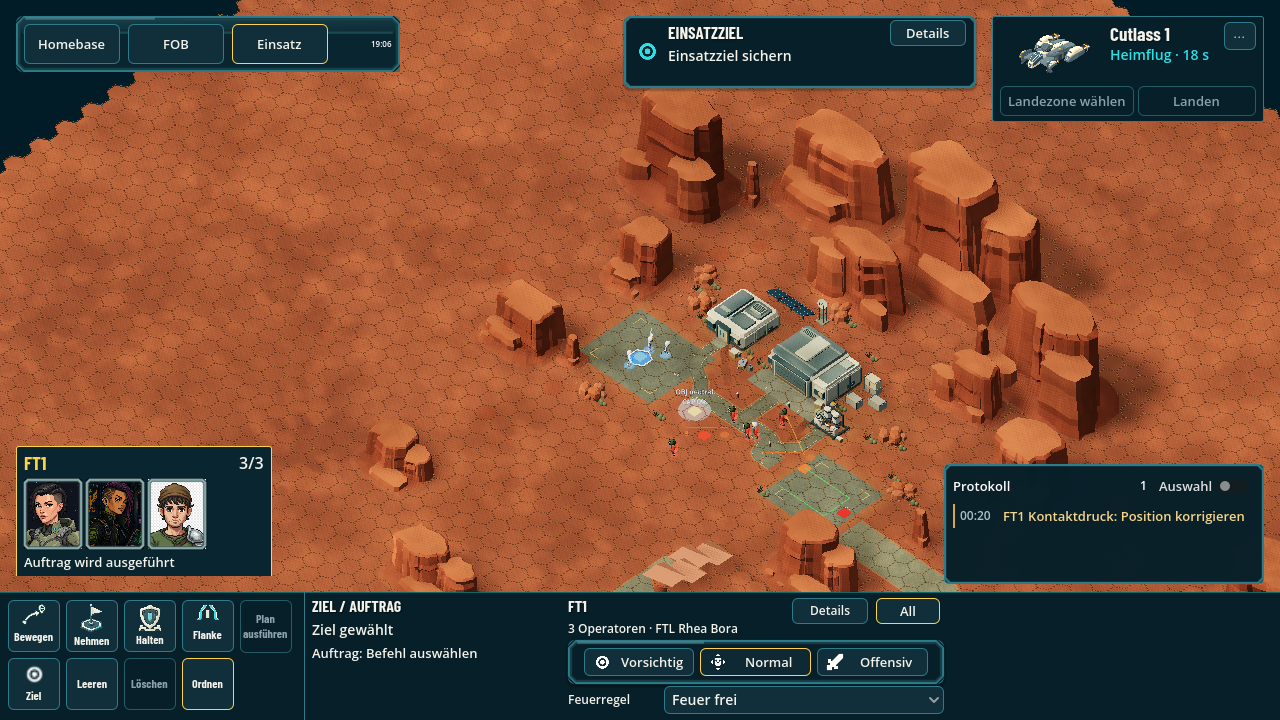 Homebase
FOB
Einsatz
19:06
EINSATZZIEL
Einsatzziel sichern
Details
Cutlass 1
Heimflug · 18 s
...
Landezone wählen
Landen
OBJ neutral
FT1
3/3
Auftrag wird ausgeführt
Protokoll
1
Auswahl
00:20
FT1 Kontaktdruck: Position korrigieren
Bewegen
Nehmen
Halten
Flanke
Plan
ausführen
Ziel
Leeren
Löschen
Ordnen
ZIEL / AUFTRAG
Ziel gewählt
Auftrag: Befehl auswählen
FT1
Details
All
3 Operatoren · FTL Rhea Bora
Vorsichtig
Normal
Offensiv
Feuerregel
Feuer frei